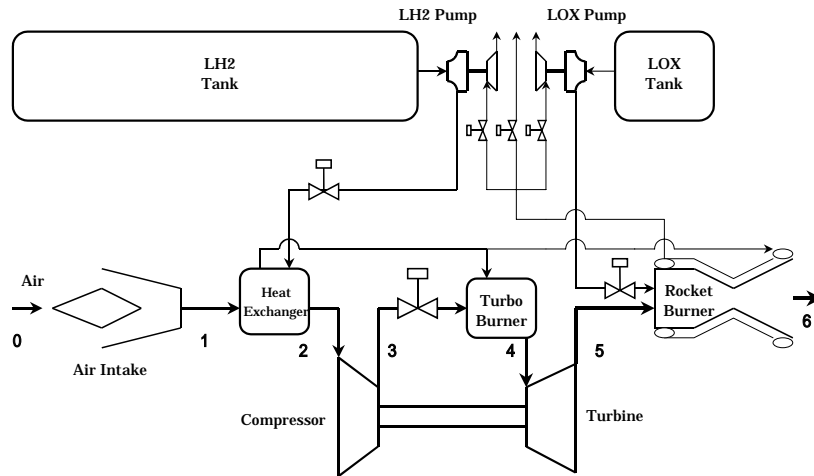 LH2 Pump
LOX Pump
LH2
Tank
LOX
Tank
Air
Heat
Exchanger
Turbo
Burner
Rocket
Burner
0
1
2
3
4
5
6
Air Intake
Compressor
Turbine